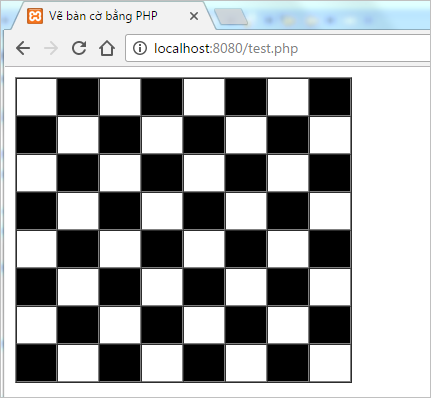 Vẽ bàn cờ bằng PHP
localhost:8080/test.php